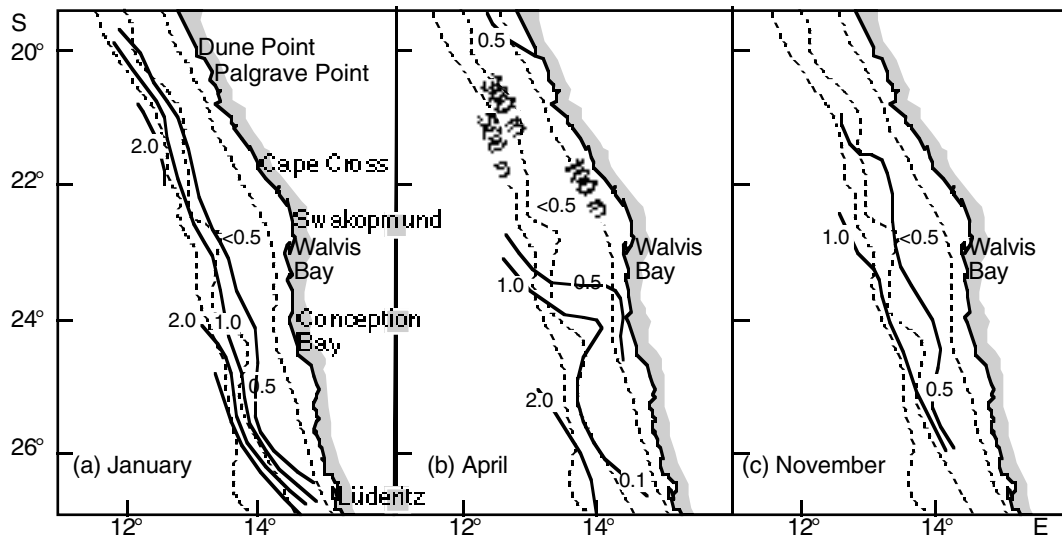 S
20°
22°
24°
26°
Dune Point
Palgrave Point
2.0
Cape Cross
Swakopmund
<0.5
Walvis
Bay
2.0
1.0
Conception
Bay
0.5
(a) January
Lüderitz
12°
14°
0.5
300 m
500 m
100 m
<0.5
Walvis
Bay
1.0
0.5
2.0
(b) April
0.1
12°
14°
1.0
<0.5
Walvis
Bay
0.5
(c) November
12°
14°
E